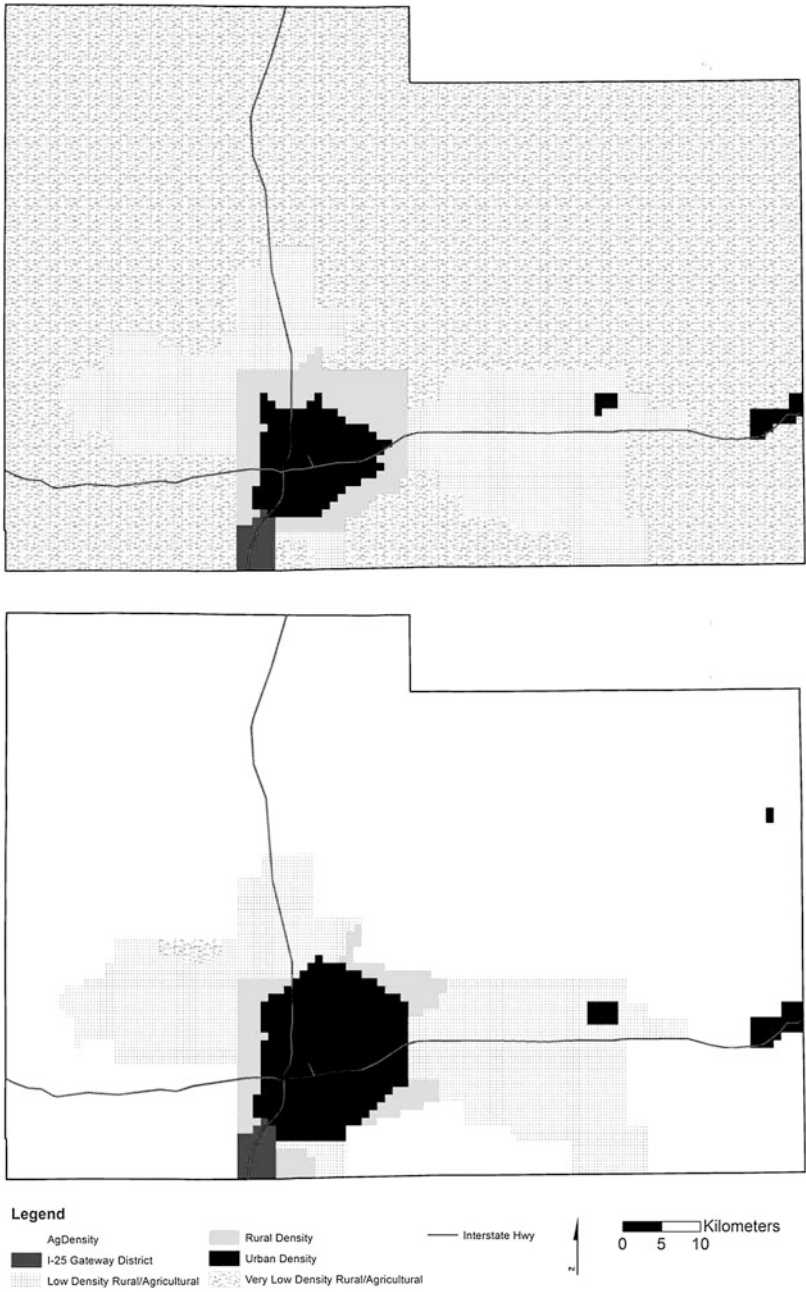 Legend
AgDensity
I-25 Gateway District
Low Density Rural/Agricultural
Rural Density
Urban Density
Very Low Density Rural/Agricultural
Interstate Hwy
N
Kilometers
0 5 10